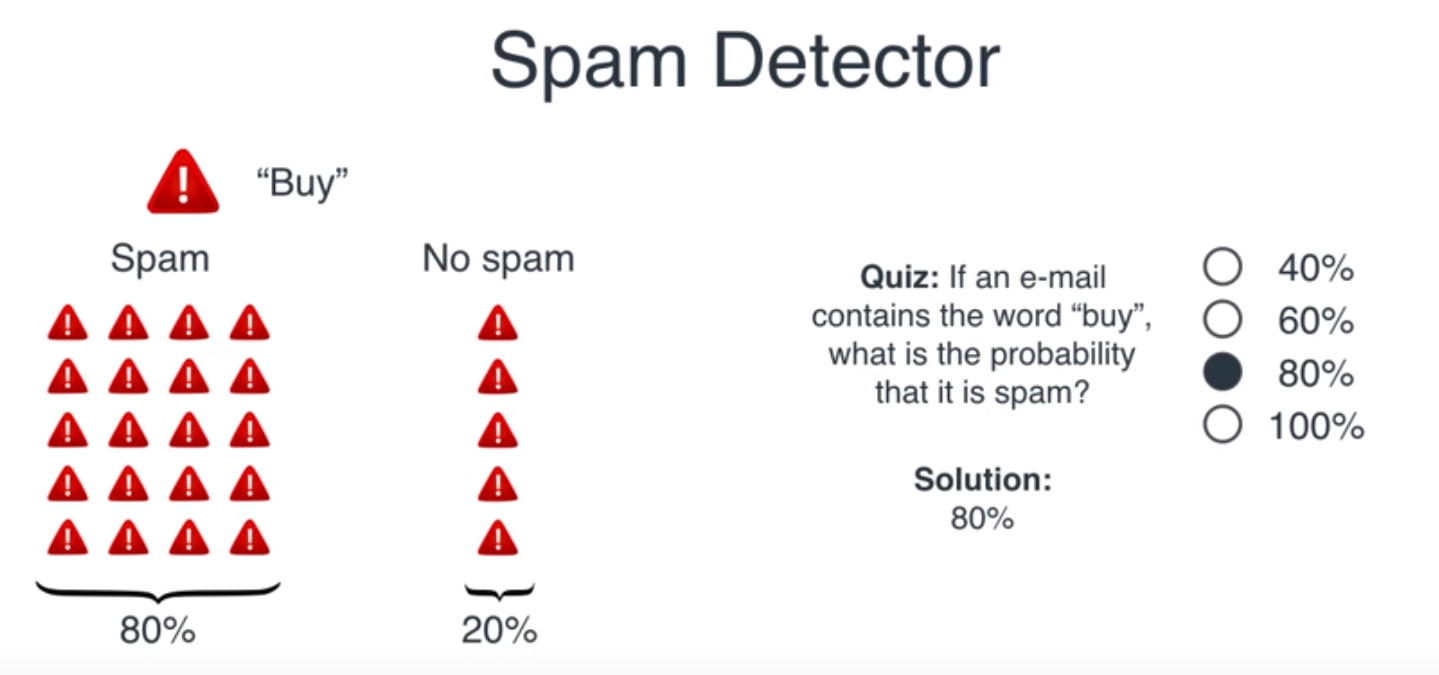 Spam Detector
“Buy”
Spam
No spam
80%
20%
Quiz: If an e-mail
contains the word “buy”,
what is the probability
that it is spam?
40%
60%
80%
100%
Solution:
80%